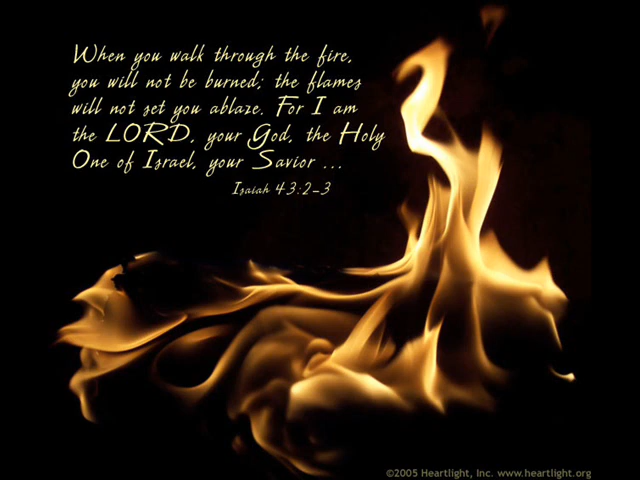 When you walk through the fire,
you will not be burned; the flames
will not set you ablaze. For I am
the LORD, your God, the Holy
One of Israel, your Savior ...
Isaiah 43:2-3
©2005 Heartlight, Inc. www.heartlight.org